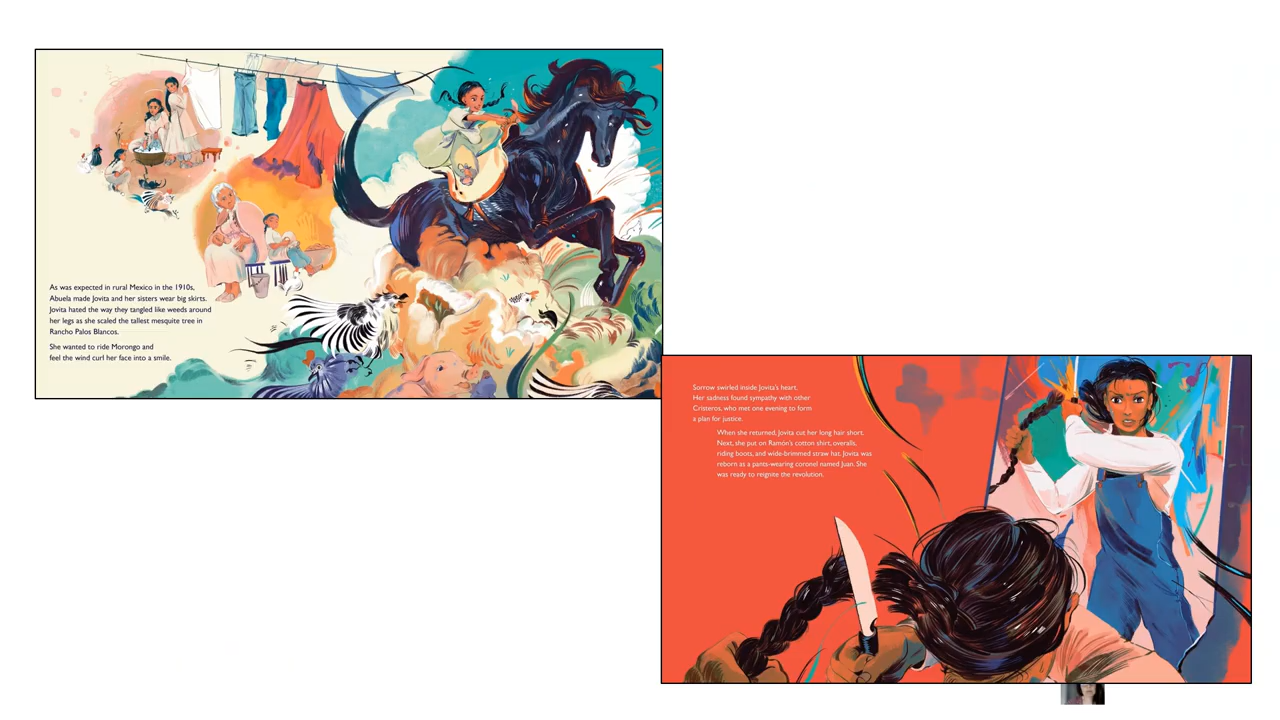 As was expected in rural Mexico in the 1910s,
Abuela made Jovita and her sisters wear big skirts.
Jovita hated the way they tangled like weeds around
her legs as she scaled the tallest mesquite tree in
Rancho Palos Blancos.
She wanted to ride Morongo and
feel the wind curl her face into a smile.
Sorrow swirled inside Jovita's heart.
Her sadness found sympathy with other
Cristeros, who met one evening to form
a plan for justice.
When she returned, Jovita cut her long hair short.
Next, she put on Ramón's cotton shirt, overalls,
riding boots, and wide-brimmed straw hat. Jovita was
reborn as a pants-wearing coronel named Juan. She
was ready to reignite the revolution.